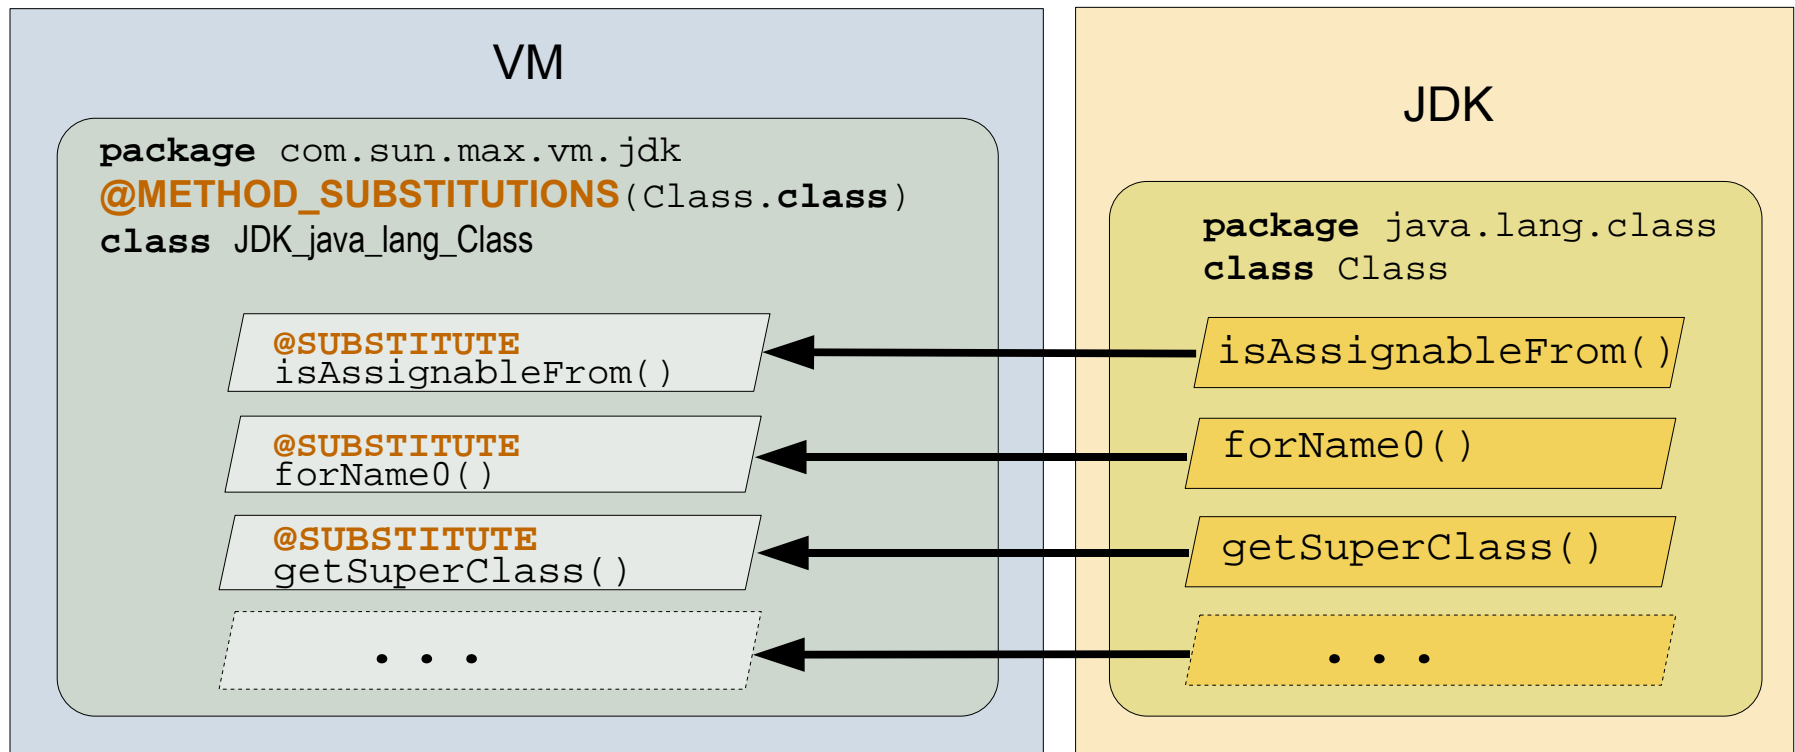 VM
package com.sun.max.vm.jdk
@METHOD_SUBSTITUTIONS(Class.class)
class JDK_java_lang_Class
@SUBSTITUTE
isAssignableFrom()
@SUBSTITUTE
forName0()
@SUBSTITUTE
getSuperClass()
. . .
JDK
package java.lang.class
class Class
isAssignableFrom()
forName0()
getSuperClass()
. . .